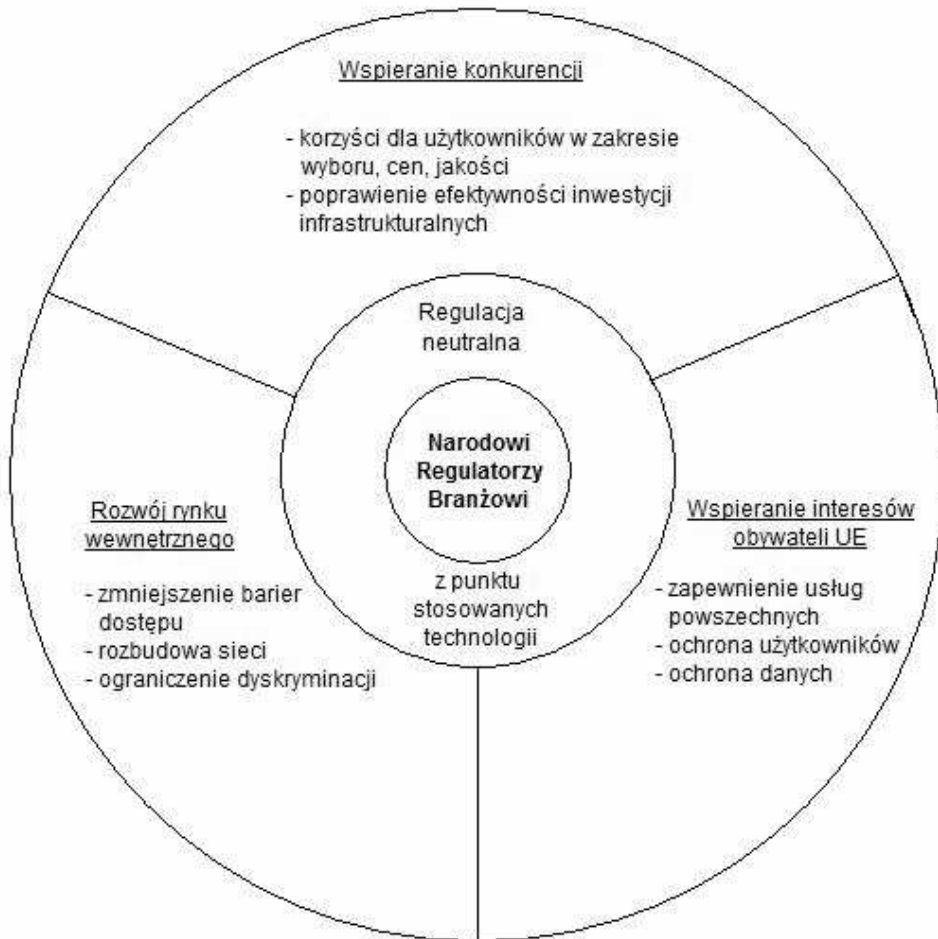 Wspieranie konkurencji
- korzyści dla użytkowników w zakresie
wyboru, cen, jakości
- poprawienie efektywności inwestycji
infrastrukturalnych
Regulacja
neutralna
Narodowi
Regulatorzy
Branżowi
z punktu
stosowanych
technologii
Rozwój rynku
wewnętrznego
- zmniejszenie barier
dostępu
- rozbudowa sieci
- ograniczenie dyskryminacji
Wspieranie interesów
obywateli UE
- zapewnienie usług
powszechnych
- ochrona użytkowników
- ochrona danych